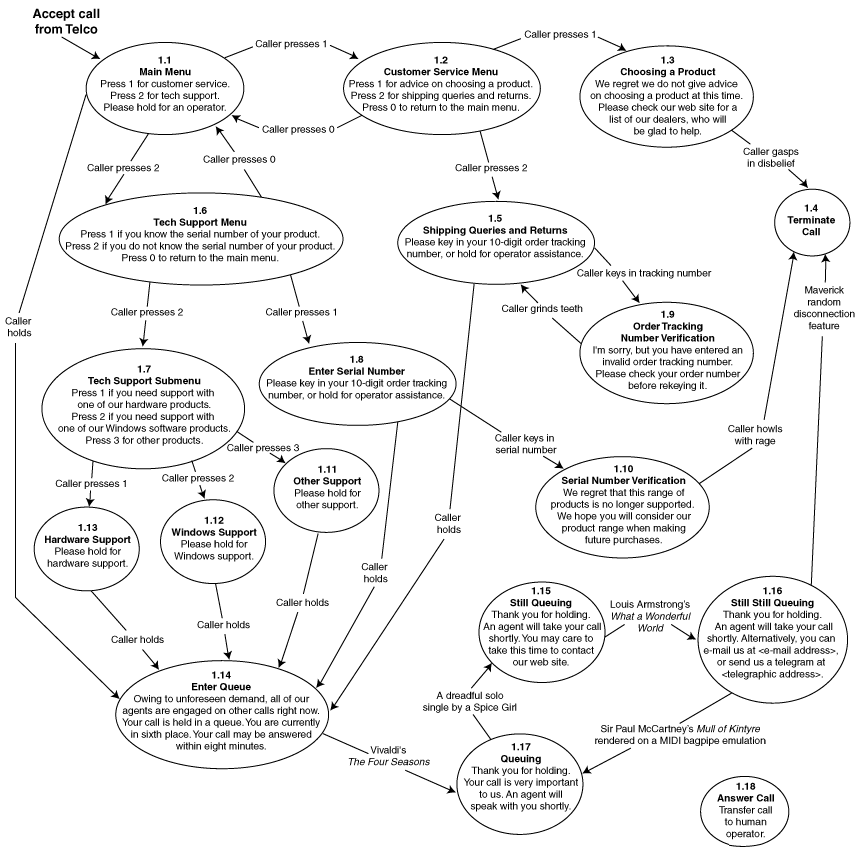 Accept call
from Telco
1.1
Main Menu
Press 1 for customer service.
Press 2 for tech support.
Please hold for an operator.
Caller presses 1
1.2
Customer Service Menu
Press 1 for advice on choosing a product.
Press 2 for shipping queries and returns.
Press 0 to return to the main menu.
Caller presses 1
1.3
Choosing a Product
We regret we do not give advice
on choosing a product at this time.
Please check our web site for a
list of our dealers, who will
be glad to help.
Caller presses 0
Caller presses 2
Caller presses 0
Caller presses 2
Caller gasps
in disbelief
1.4
Terminate
Call
1.6
Tech Support Menu
Press 1 if you know the serial number of your product.
Press 2 if you do not know the serial number of your product.
Press 0 to return to the main menu.
1.5
Shipping Queries and Returns
Please key in your 10-digit order tracking
number, or hold for operator assistance.
Caller keys in tracking number
Caller grinds teeth
Maverick
random
disconnection
feature
Caller
holds
Caller presses 2
Caller presses 1
1.9
Order Tracking
Number Verification
I'm sorry, but you have entered an
invalid order tracking number.
Please check your order number
before rekeying it.
1.7
Tech Support Submenu
Press 1 if you need support with
one of our hardware products.
Press 2 if you need support with
one of our Windows software products.
Press 3 for other products.
1.8
Enter Serial Number
Please key in your 10-digit order tracking
number, or hold for operator assistance.
Caller presses 3
Caller keys in
serial number
Caller howls
with rage
Caller presses 1
Caller presses 2
1.11
Other Support
Please hold for
other support.
1.10
Serial Number Verification
We regret that this range of
products is no longer supported.
We hope you will consider our
product range when making
future purchases.
1.13
Hardware Support
Please hold for
hardware support.
1.12
Windows Support
Please hold for
Windows support.
Caller
holds
Caller
holds
Caller holds
Caller holds
Caller holds
1.15
Still Queuing
Thank you for holding.
An agent will take your call
shortly. You may care to
take this time to contact
our web site.
Louis Armstrong's
What a Wonderful
World
1.16
Still Still Queuing
Thank you for holding.
An agent will take your call
shortly. Alternatively, you can
e-mail us at <e-mail address>,
or send us a telegram at
<telegraphic address>.
1.14
Enter Queue
Owing to unforeseen demand, all of our
agents are engaged on other calls right now.
Your call is held in a queue. You are currently
in sixth place. Your call may be answered
within eight minutes.
A dreadful solo
single by a Spice Girl
Sir Paul McCartney's Mull of Kintyre
rendered on a MIDI bagpipe emulation
Vivaldi's
The Four Seasons
1.17
Queuing
Thank you for holding.
Your call is very important
to us. An agent will
speak with you shortly.
1.18
Answer Call
Transfer call
to human
operator.